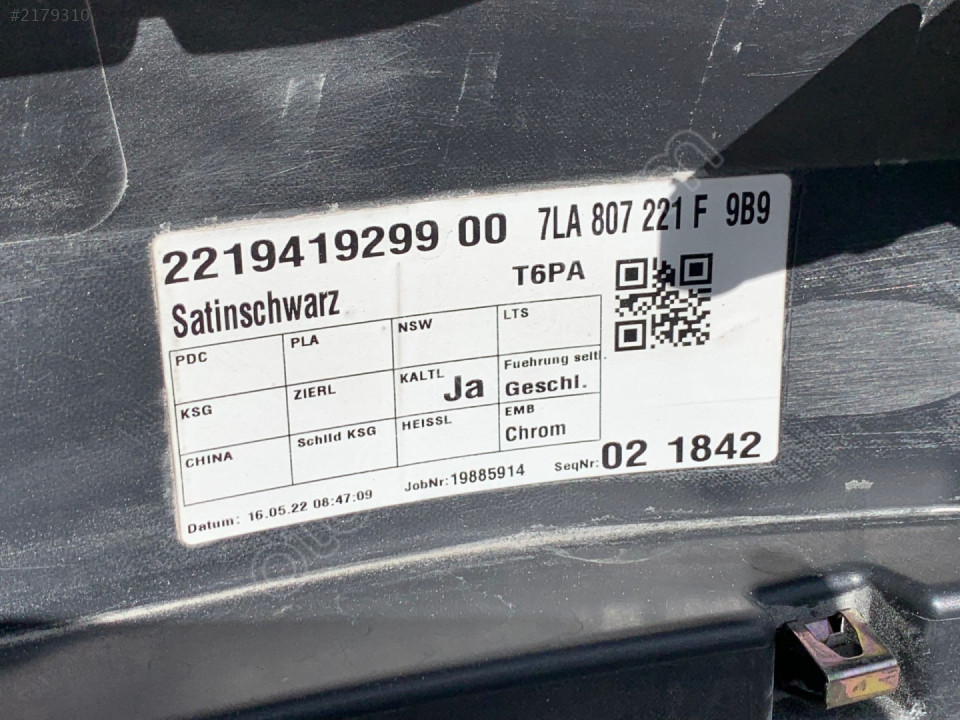 #2179310
2219419299 00 7LA 807 221 F 9B9
Satinschwarz T6PA
PDC PLA NSW LTS
KSG ZIERL KALTL Ja Fuehrung seitl. Geschl.
CHINA Schild KSG HEISSL EMB Chrom
Datum: 16.05.22 08:47:09 JobNr:19885914 SeqNr:02 1842